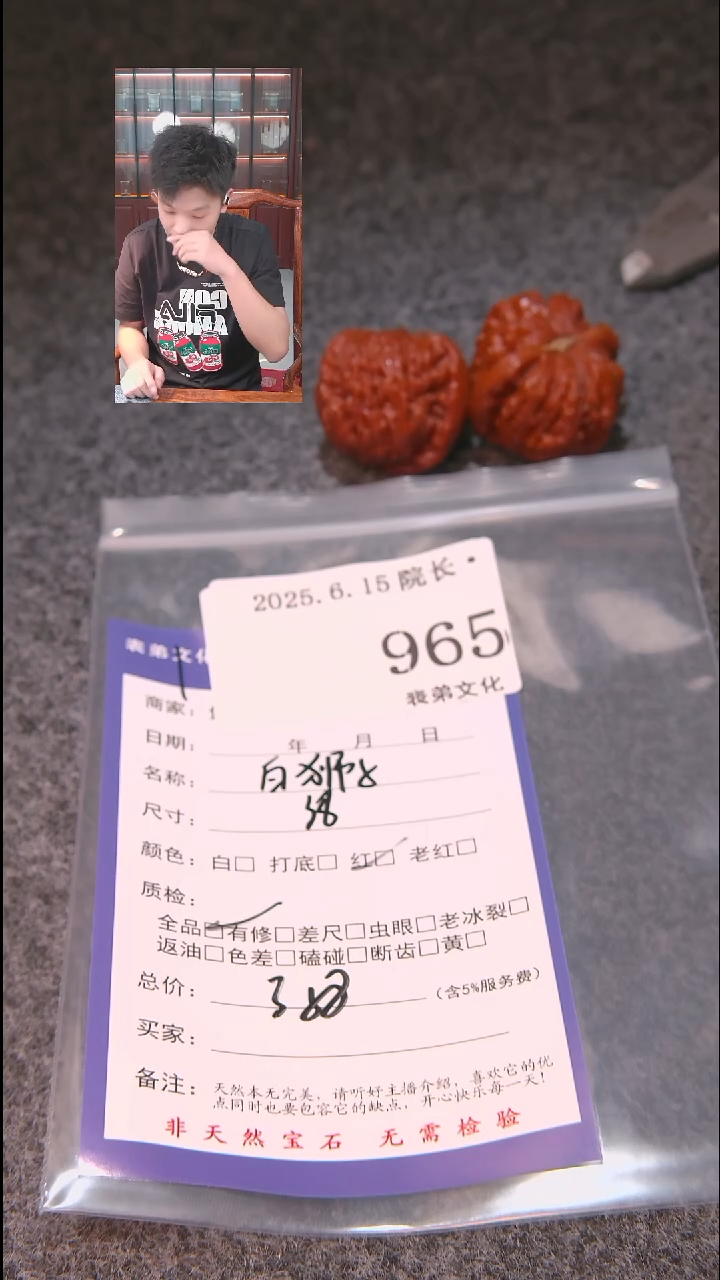 2025.6.15 院长·
965
表弟文化
表弟文化
商家：
日期： 年 月 日
名称： 白狮子
尺寸：
颜色：白□ 打底□ 红□ 老红□
质检：
全品□有修□差尺□虫眼□老冰裂□
返油□色差□磕碰□断齿□黄□
总价： （含5%服务费）
买家：
备注： 天然本无完美，请听好主播介绍，喜欢它的优
点同时也要包容它的缺点，开心快乐每一天！
非天然宝石 无需检验